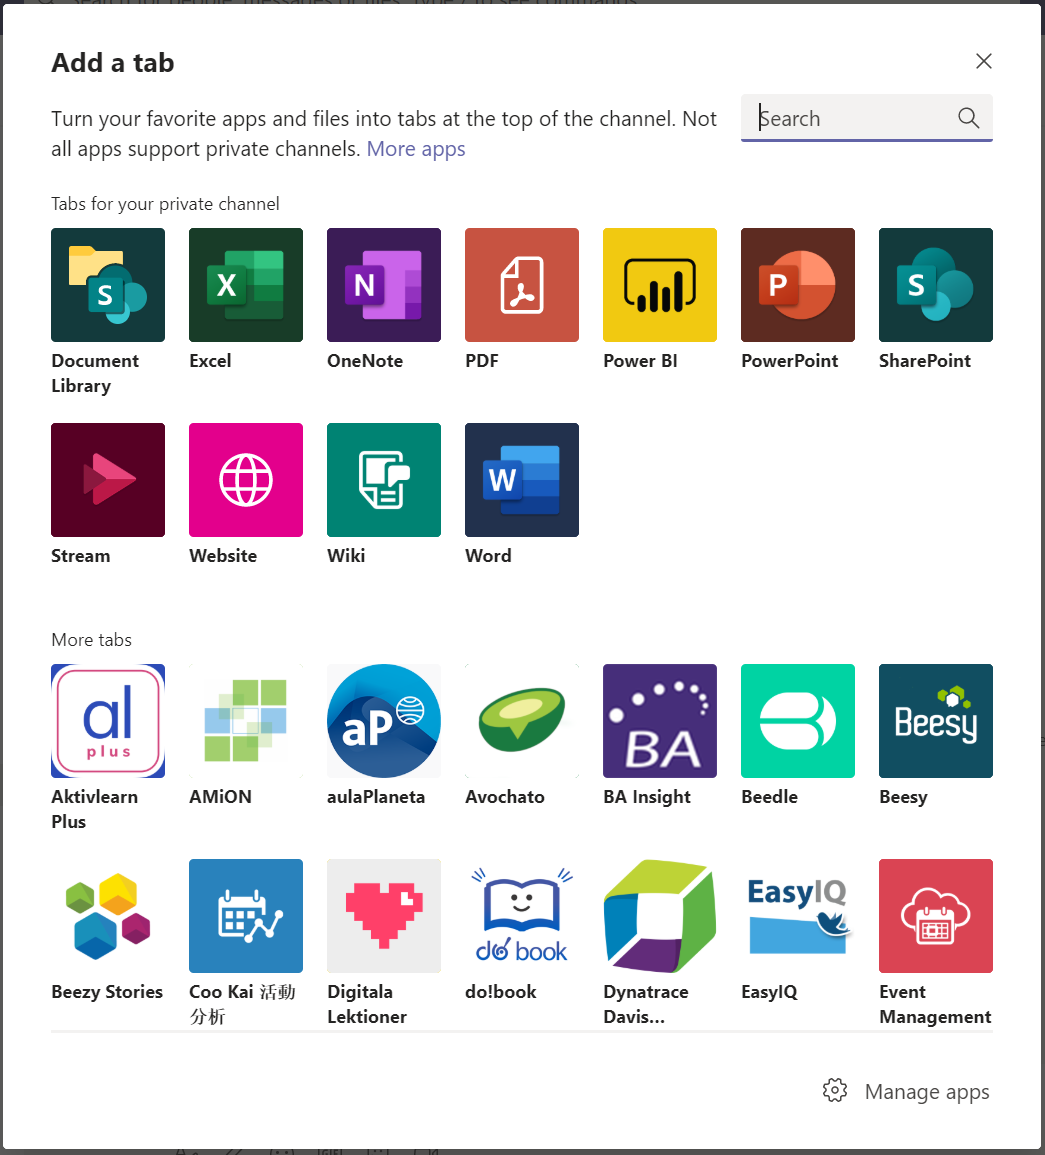 Add a tab
Turn your favorite apps and files into tabs at the top of the channel. Not
all apps support private channels. More apps
Search
Tabs for your private channel
S
X
N
P
S
Document
Library
Excel
OneNote
PDF
Power BI
PowerPoint
SharePoint
W
Stream
Website
Wiki
Word
More tabs
al
plus
aP
BA
Beesy
Aktivlearn
Plus
AMiON
aulaPlaneta
Avochato
BA Insight
Beedle
Beesy
do! book
EasyIQ
Beezy Stories
Coo Kai 活動
分析
Digitala
Lektioner
do!book
Dynatrace
Davis...
EasyIQ
Event
Management
Manage apps